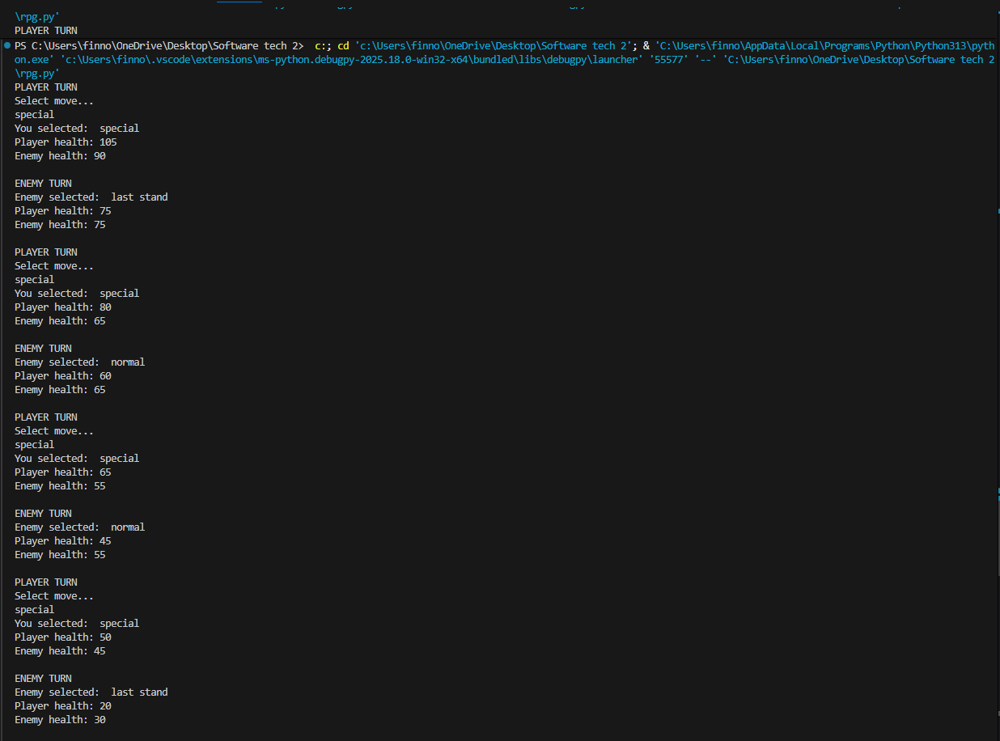 \rpg.py'
PLAYER TURN
PS C:\Users\finno\OneDrive\Desktop\Software tech 2>  c:; cd 'c:\Users\finno\OneDrive\Desktop\Software tech 2'; & 'C:\Users\finno\AppData\Local\Programs\Python\Python313\pyth
on.exe' 'c:\Users\finno\.vscode\extensions\ms-python.debugpy-2025.18.0-win32-x64\bundled\libs\debugpy\launcher' '55577' '--' 'C:\Users\finno\OneDrive\Desktop\Software tech 2
\rpg.py'
PLAYER TURN
Select move...
special
You selected:  special
Player health: 105
Enemy health: 90

ENEMY TURN
Enemy selected:  last stand
Player health: 75
Enemy health: 75

PLAYER TURN
Select move...
special
You selected:  special
Player health: 80
Enemy health: 65

ENEMY TURN
Enemy selected:  normal
Player health: 60
Enemy health: 65

PLAYER TURN
Select move...
special
You selected:  special
Player health: 65
Enemy health: 55

ENEMY TURN
Enemy selected:  normal
Player health: 45
Enemy health: 55

PLAYER TURN
Select move...
special
You selected:  special
Player health: 50
Enemy health: 45

ENEMY TURN
Enemy selected:  last stand
Player health: 20
Enemy health: 30